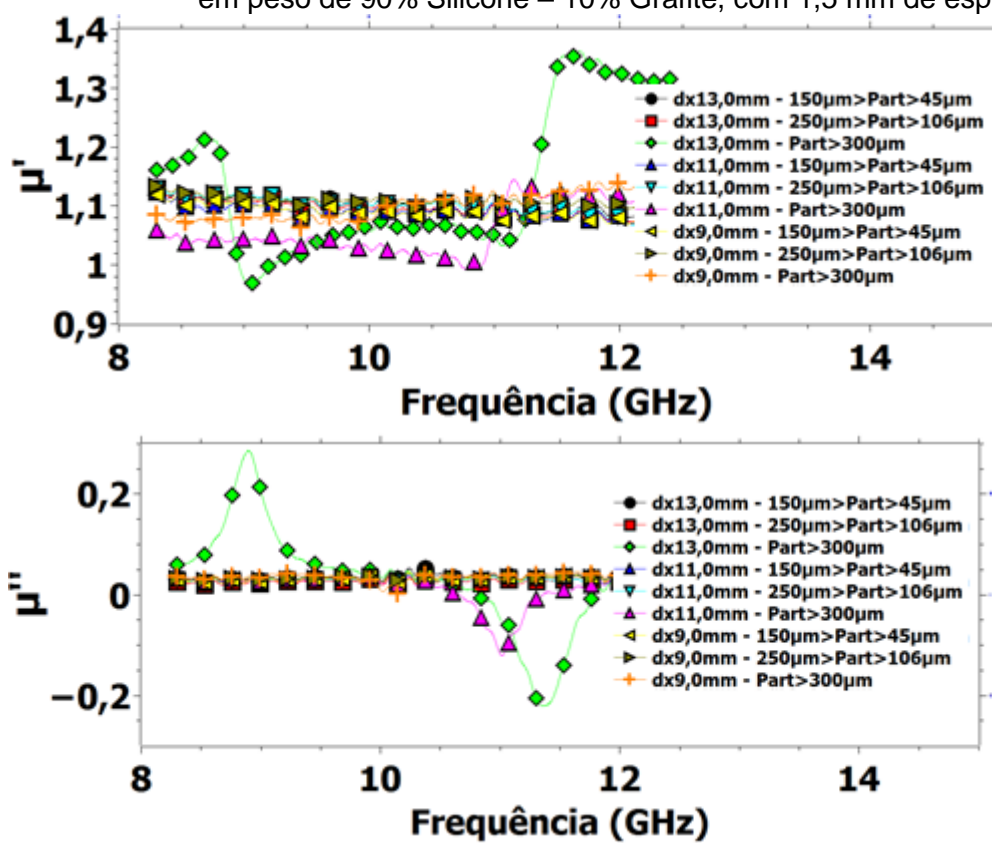 em peso de 90% Silicone – 10% Grafite, com 1,5 mm de esp
1,4
1,3
1,2
1,1
1
0,9
µ'
dx13,0mm - 150µm>Part>45µm
dx13,0mm - 250µm>Part>106µm
dx13,0mm - Part>300µm
dx11,0mm - 150µm>Part>45µm
dx11,0mm - 250µm>Part>106µm
dx11,0mm - Part>300µm
dx9,0mm - 150µm>Part>45µm
dx9,0mm - 250µm>Part>106µm
dx9,0mm - Part>300µm
8 10 12 14
Frequência (GHz)
0,2
0
−0,2
µ''
dx13,0mm - 150µm>Part>45µm
dx13,0mm - 250µm>Part>106µm
dx13,0mm - Part>300µm
dx11,0mm - 150µm>Part>45µm
dx11,0mm - 250µm>Part>106µm
dx11,0mm - Part>300µm
dx9,0mm - 150µm>Part>45µm
dx9,0mm - 250µm>Part>106µm
dx9,0mm - Part>300µm
8 10 12 14
Frequência (GHz)